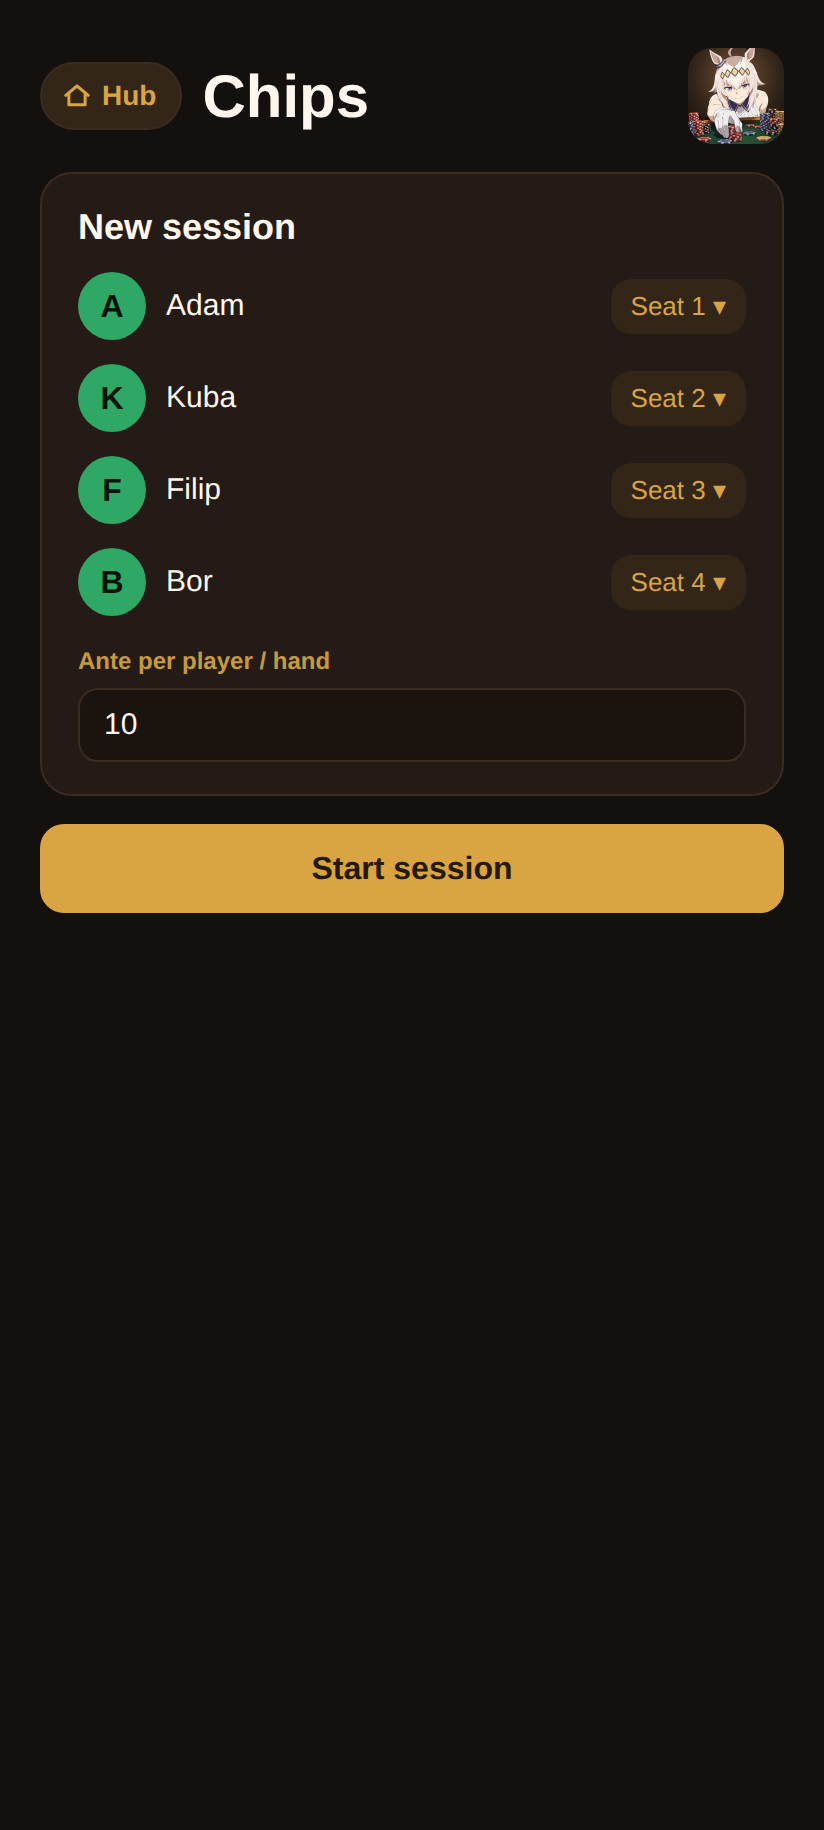 Hub
Chips
New session
A Adam Seat 1 ▾
K Kuba Seat 2 ▾
F Filip Seat 3 ▾
B Bor Seat 4 ▾
Ante per player / hand
10
Start session